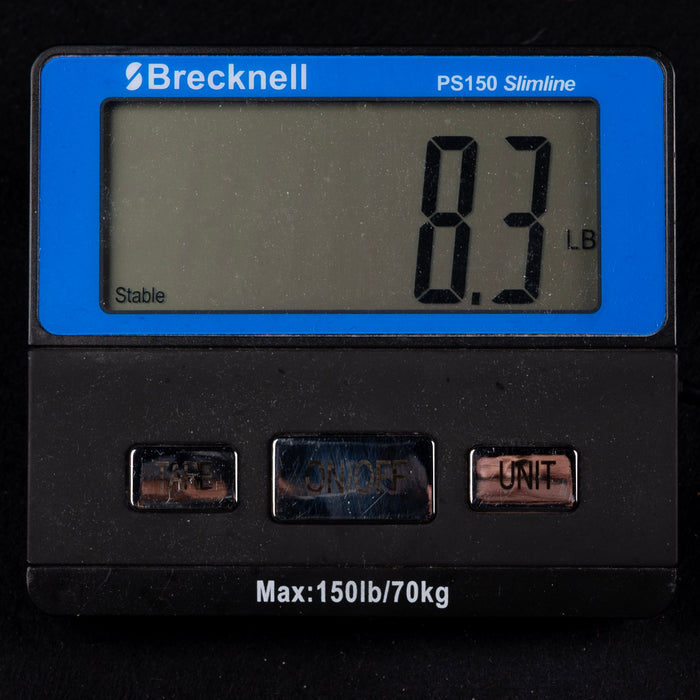 Brecknell PS150 Slimline
8.3 LB
Stable
TARE ON/OFF UNIT
Max:150lb/70kg